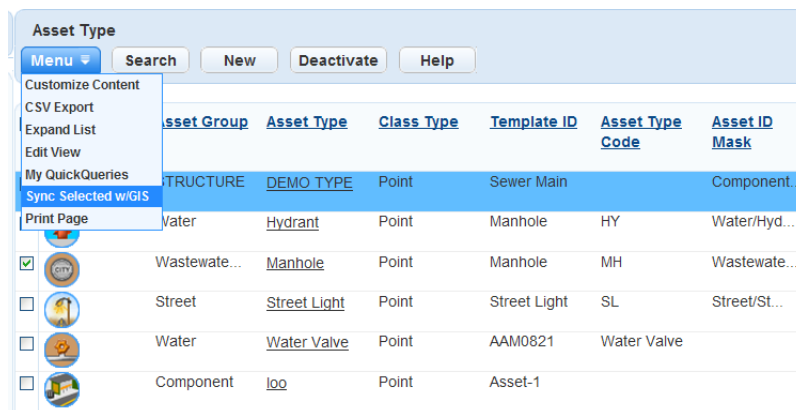 Asset Type
Menu Search New Deactivate Help
Customize Content
CSV Export
Expand List
Edit View
My QuickQueries
Sync Selected w/GIS
Print Page
Asset Group Asset Type Class Type Template ID Asset Type Code Asset ID Mask
STRUCTURE DEMO TYPE Point Sewer Main Component...
Water Hydrant Point Manhole HY Water/Hyd...
CITY Wastewate... Manhole Point Manhole MH Wastewate...
Street Street Light Point Street Light SL Street/St...
Water Water Valve Point AAM0821 Water Valve
Component loo Point Asset-1